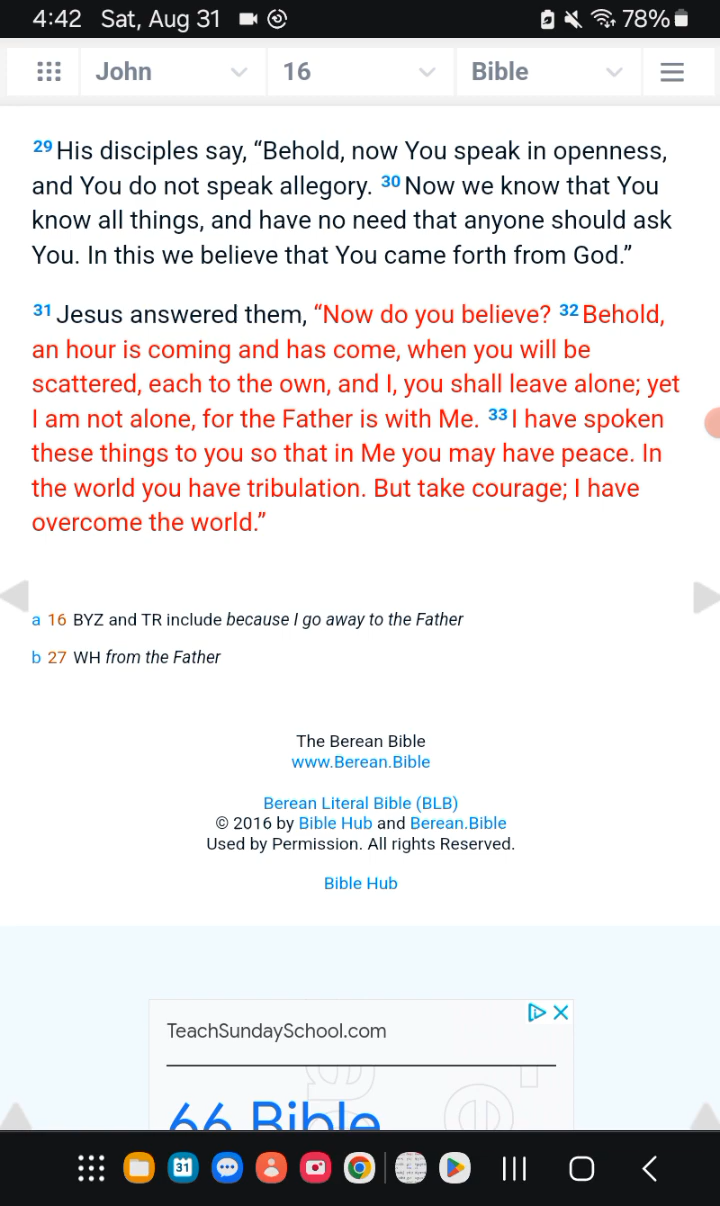 4:42 Sat, Aug 31 78%
John 16 Bible
29 His disciples say, “Behold, now You speak in openness,
and You do not speak allegory. 30 Now we know that You
know all things, and have no need that anyone should ask
You. In this we believe that You came forth from God.”
31 Jesus answered them, “Now do you believe? 32 Behold,
an hour is coming and has come, when you will be
scattered, each to the own, and I, you shall leave alone; yet
I am not alone, for the Father is with Me. 33 I have spoken
these things to you so that in Me you may have peace. In
the world you have tribulation. But take courage; I have
overcome the world.”
a 16 BYZ and TR include because I go away to the Father
b 27 WH from the Father
The Berean Bible
www.Berean.Bible
Berean Literal Bible (BLB)
© 2016 by Bible Hub and Berean.Bible
Used by Permission. All rights Reserved.
Bible Hub
TeachSundaySchool.com
66 Bible
31